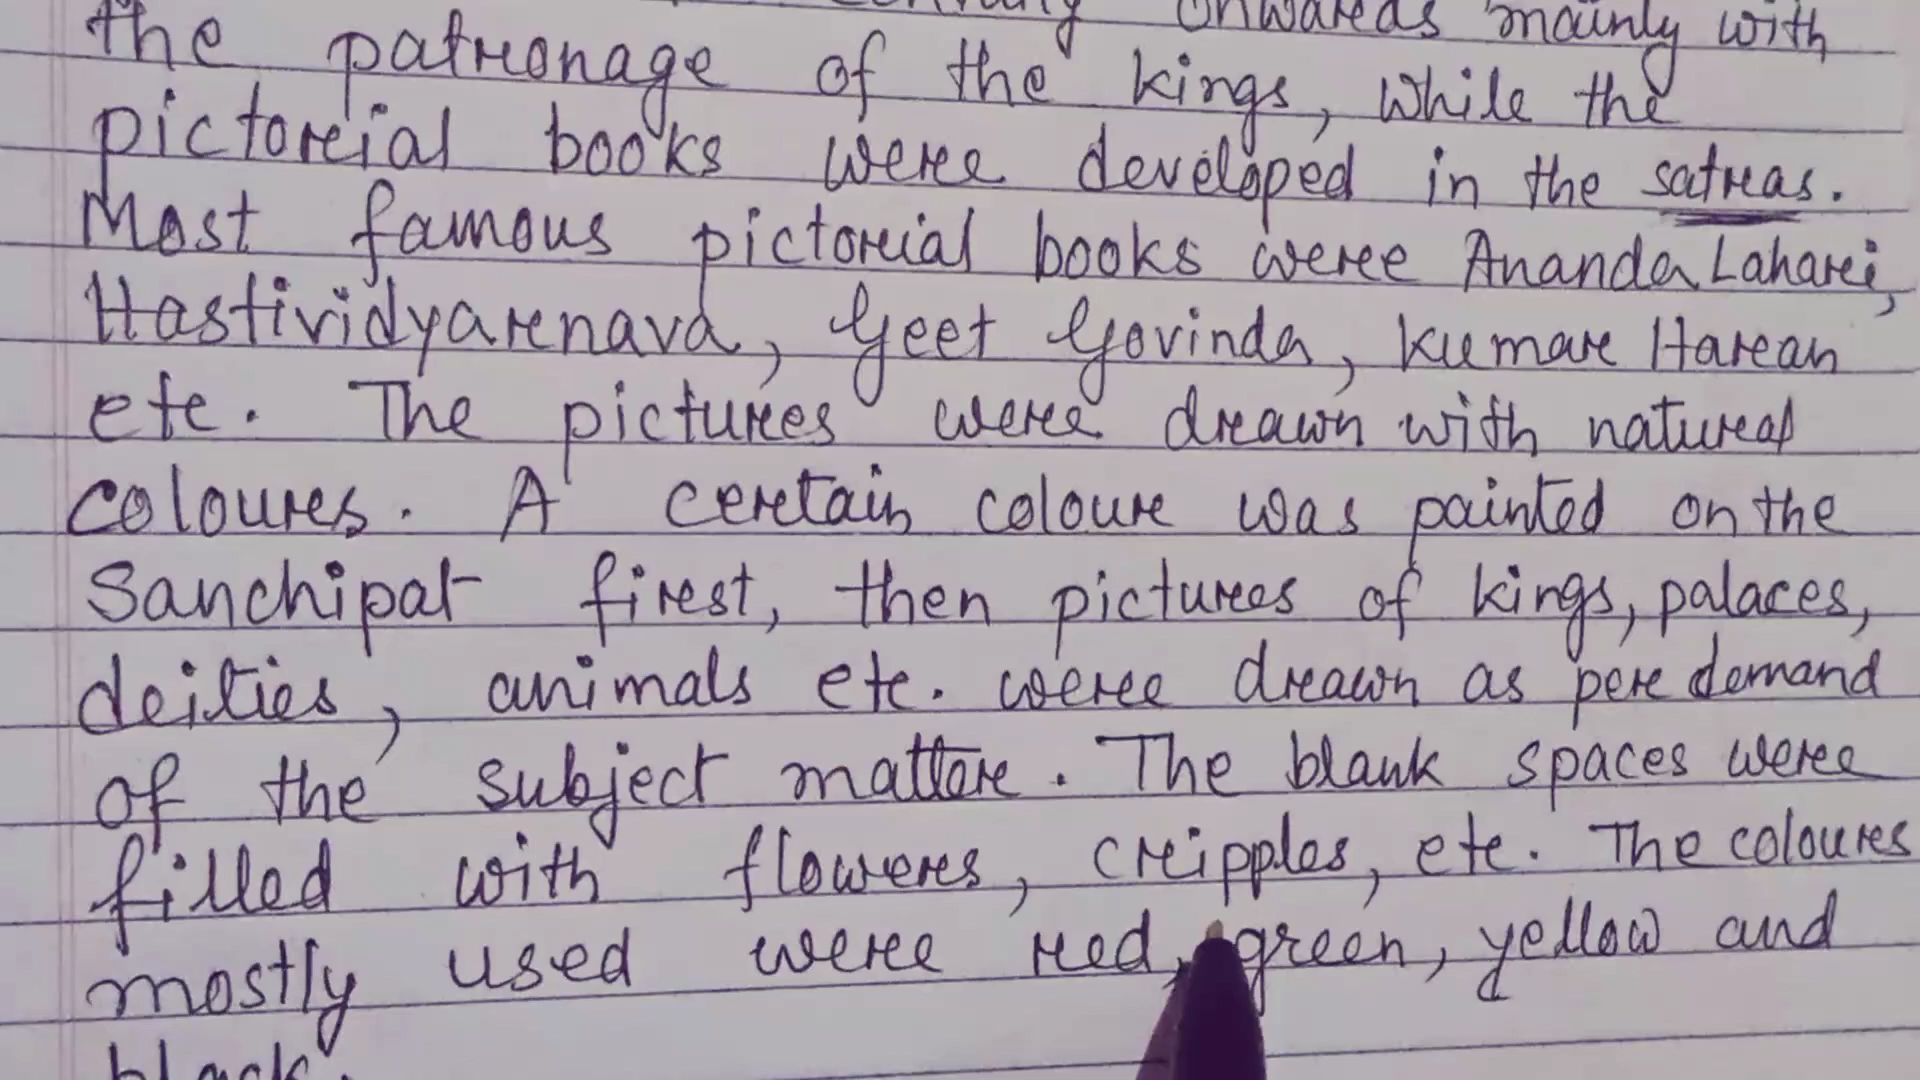 onwards mainly with
the patronage of the kings, while the
pictorial books were developed in the satras.
Most famous pictorial books were Ananda Lahari,
Hastividyarnava, Geet Govinda, Kumar Haran
etc. The pictures were drawn with natural
colours. A certain colour was painted on the
Sanchipat first, then pictures of kings, palaces,
deities, animals etc. were drawn as per demand
of the subject matter. The blank spaces were
filled with flowers, cripples, etc. The colours
mostly used were red, green, yellow and
black.